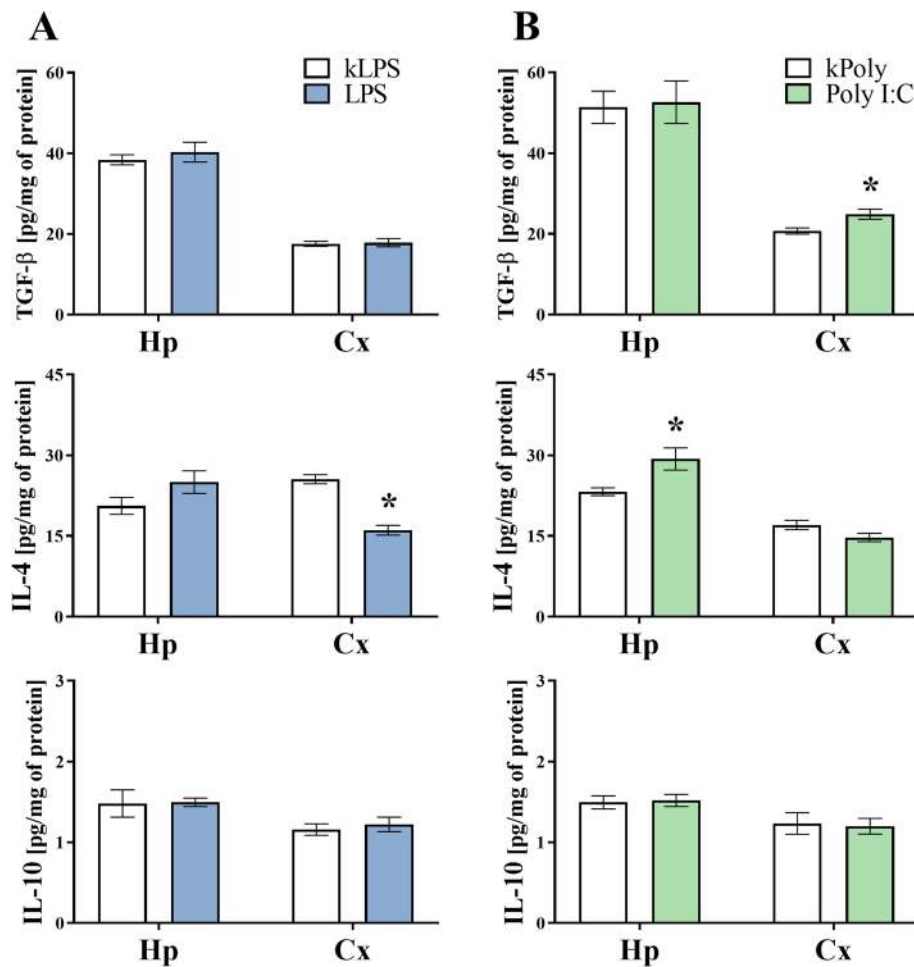 A
kLPS
LPS
TGF-β [pg/mg of protein]
60
40
20
0
Hp Cx
IL-4 [pg/mg of protein]
45
30
15
0
*
Hp Cx
IL-10 [pg/mg of protein]
3
2
1
0
Hp Cx
B
kPoly
Poly I:C
TGF-β [pg/mg of protein]
60
40
20
0
*
Hp Cx
IL-4 [pg/mg of protein]
45
30
15
0
*
Hp Cx
IL-10 [pg/mg of protein]
3
2
1
0
Hp Cx